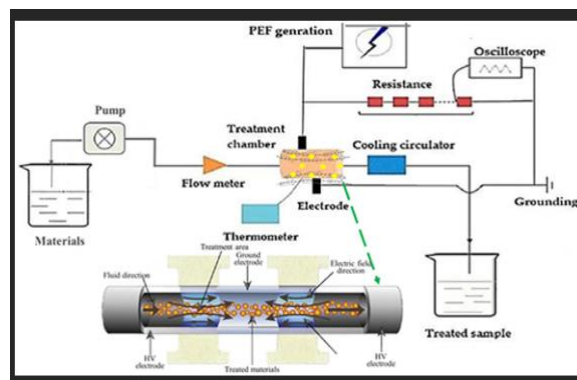 PEF genration
Oscilloscope
Resistance
Pump
Treatment
chamber
Cooling circulator
Flow meter
Electrode
Grounding
Materials
Thermometer
Treatment area
Ground
electrode
Electric field
direction
Fluid direction
Treated sample
HV
electrode
Treated materials
HV
electrode